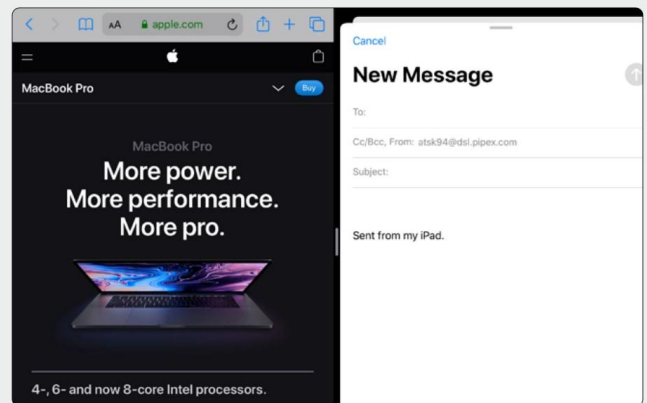 AA apple.com
MacBook Pro
Buy
MacBook Pro
More power.
More performance.
More pro.
4-, 6- and now 8-core Intel processors.
Cancel
New Message
To:
Cc/Bcc, From: atsk94@dsl.pipex.com
Subject:
Sent from my iPad.